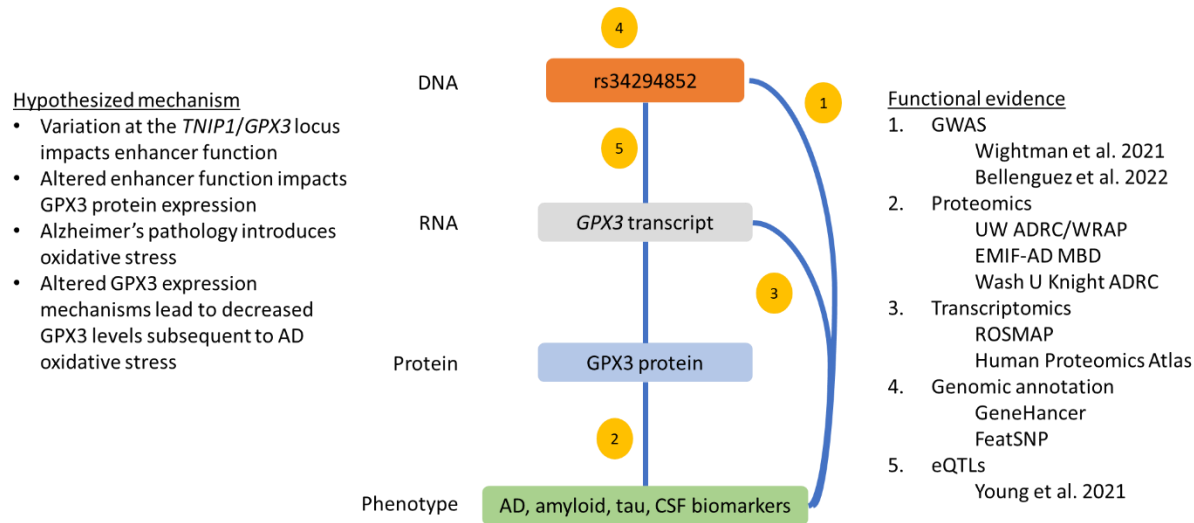 Hypothesized mechanism
• Variation at the TNIP1/GPX3 locus
impacts enhancer function
• Altered enhancer function impacts
GPX3 protein expression
• Alzheimer's pathology introduces
oxidative stress
• Altered GPX3 expression
mechanisms lead to decreased
GPX3 levels subsequent to AD
oxidative stress
4
DNA
rs34294852
1
5
RNA
GPX3 transcript
3
Protein
GPX3 protein
2
Phenotype
AD, amyloid, tau, CSF biomarkers
Functional evidence
1. GWAS
Wightman et al. 2021
Bellenguez et al. 2022
2. Proteomics
UW ADRC/WRAP
EMIF-AD MBD
Wash U Knight ADRC
3. Transcriptomics
ROSMAP
Human Proteomics Atlas
4. Genomic annotation
GeneHancer
FeatSNP
5. eQTLs
Young et al. 2021